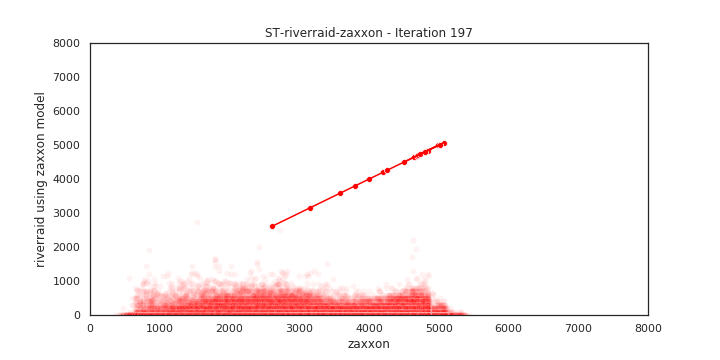 ST-riverraid-zaxxon - Iteration 197
8000
7000
6000
5000
4000
3000
2000
1000
0
riverraid using zaxxon model
0 1000 2000 3000 4000 5000 6000 7000 8000
zaxxon